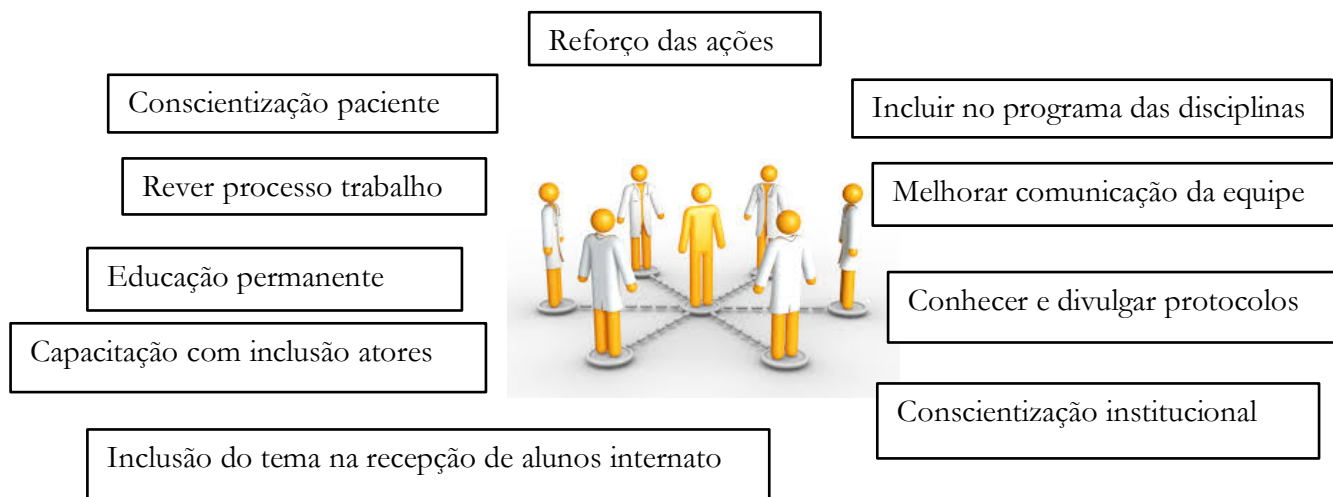 Reforço das ações
Conscientização paciente
Incluir no programa das disciplinas
Rever processo trabalho
Melhorar comunicação da equipe
Educação permanente
Conhecer e divulgar protocolos
Capacitação com inclusão atores
Conscientização institucional
Inclusão do tema na recepção de alunos internato